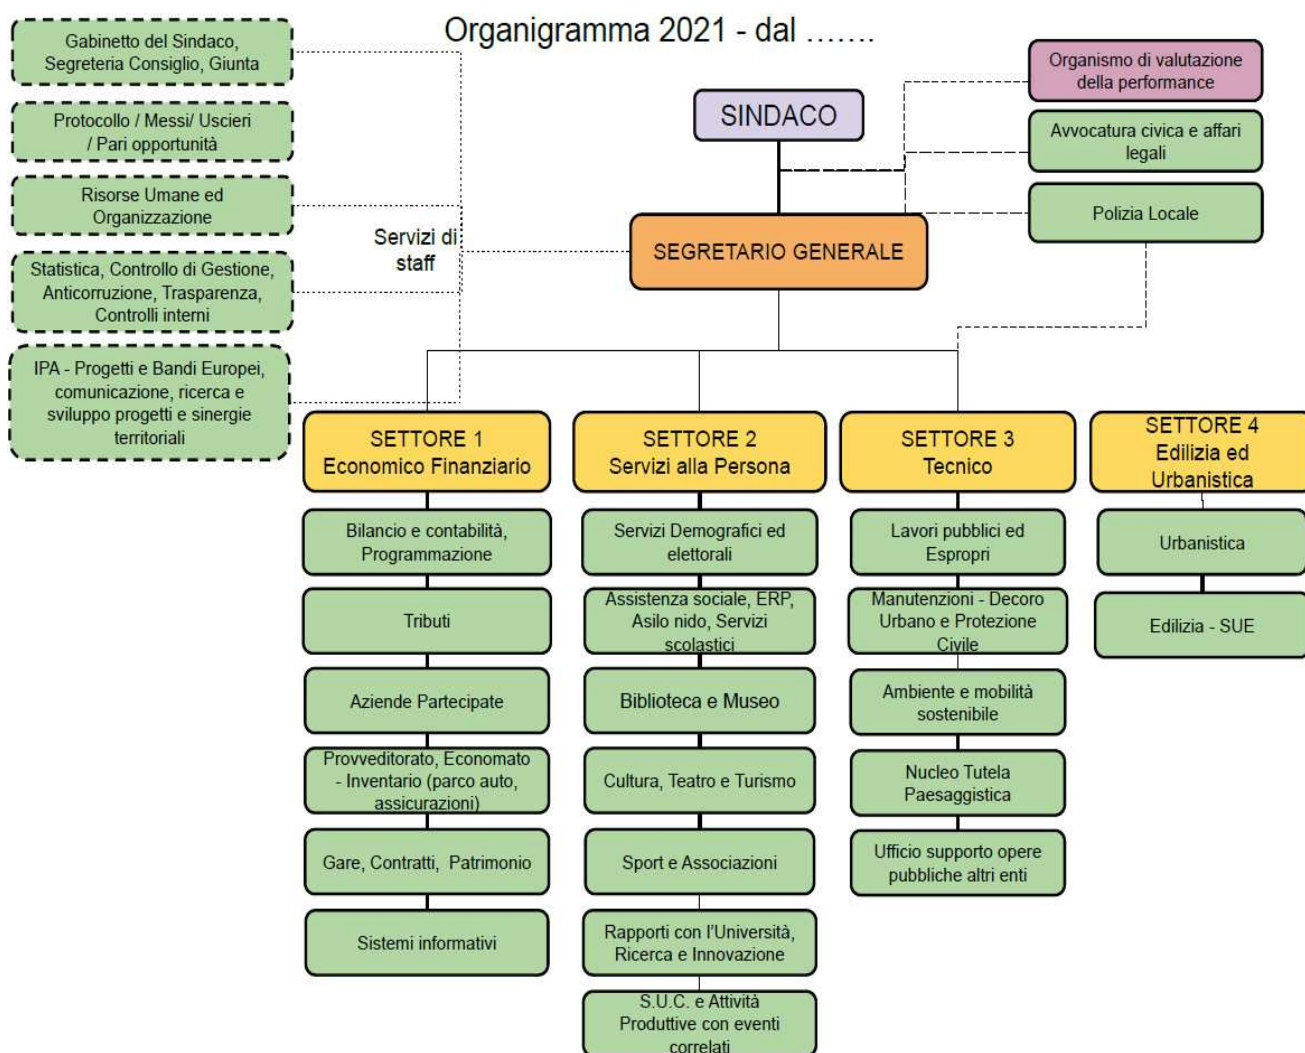 Organigramma 2021 - dal .......
Gabinetto del Sindaco,
Segreteria Consiglio, Giunta
Protocollo / Messi/ Uscieri
/ Pari opportunità
Risorse Umane ed
Organizzazione
Statistica, Controllo di Gestione,
Anticorruzione, Trasparenza,
Controlli interni
IPA - Progetti e Bandi Europei,
comunicazione, ricerca e
sviluppo progetti e sinergie
territoriali
Servizi di
staff
SINDACO
SEGRETARIO GENERALE
Organismo di valutazione
della performance
Avvocatura civica e affari
legali
Polizia Locale
SETTORE 1
Economico Finanziario
Bilancio e contabilità,
Programmazione
Tributi
Aziende Partecipate
Provveditorato, Economato
- Inventario (parco auto,
assicurazioni)
Gare, Contratti, Patrimonio
Sistemi informativi
SETTORE 2
Servizi alla Persona
Servizi Demografici ed
elettorali
Assistenza sociale, ERP,
Asilo nido, Servizi
scolastici
Biblioteca e Museo
Cultura, Teatro e Turismo
Sport e Associazioni
Rapporti con l'Università,
Ricerca e Innovazione
S.U.C. e Attività
Produttive con eventi
correlati
SETTORE 3
Tecnico
Lavori pubblici ed
Espropri
Manutenzioni - Decoro
Urbano e Protezione
Civile
Ambiente e mobilità
sostenibile
Nucleo Tutela
Paesaggistica
Ufficio supporto opere
pubbliche altri enti
SETTORE 4
Edilizia ed
Urbanistica
Urbanistica
Edilizia - SUE